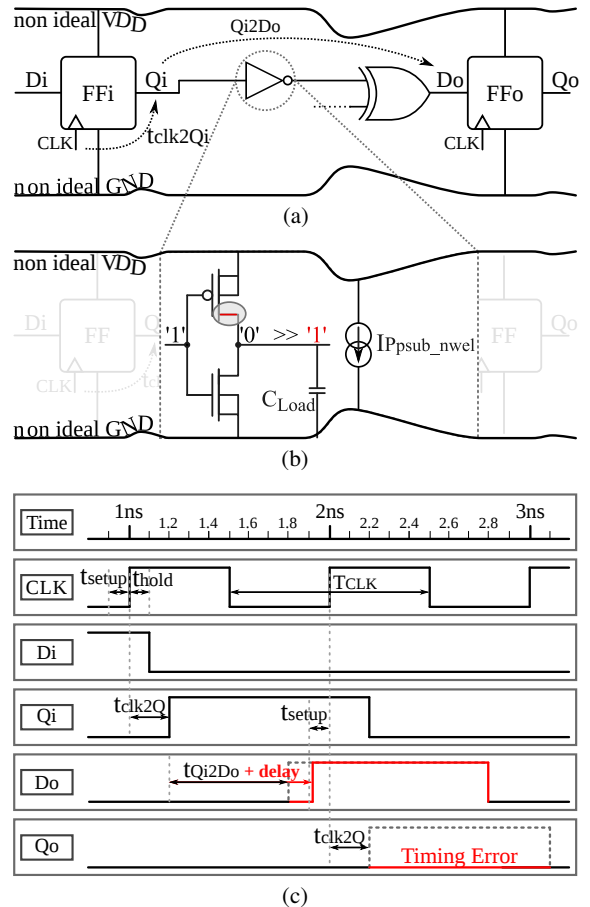 non ideal VDD
Qi2Do
Di FFi Qi Do FFo Qo
CLK tclk2Qi CLK
non ideal GND
(a)
non ideal VDD
Di FF Q '1' '0' >> '1' IPpsub_nwel FF Qo
CLK tcl CLoad
non ideal GND
(b)
Time 1ns 1.2 1.4 1.6 1.8 2ns 2.2 2.4 2.6 2.8 3ns
CLK tsetup thold TCLK
Di
Qi tclk2Q tsetup
Do tQi2Do + delay
Qo tclk2Q Timing Error
(c)